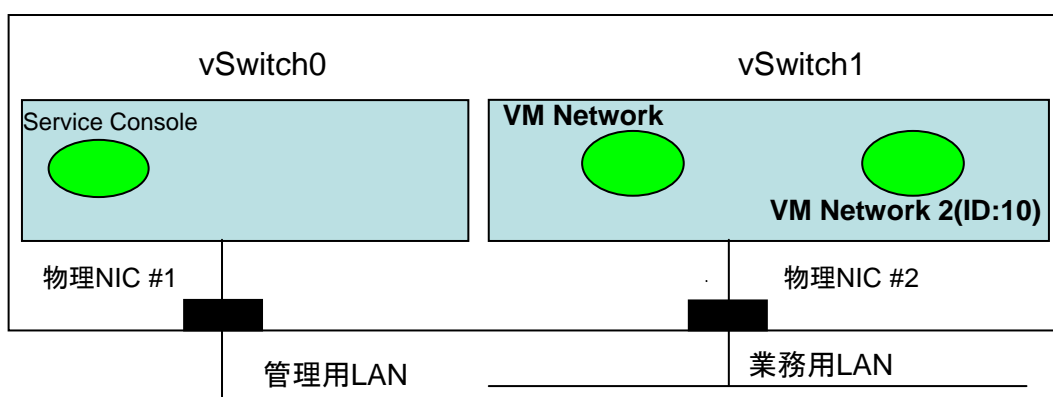 vSwitch0
vSwitch1
Service Console
VM Network
VM Network 2(ID:10)
物理NIC #1
物理NIC #2
管理用LAN
業務用LAN